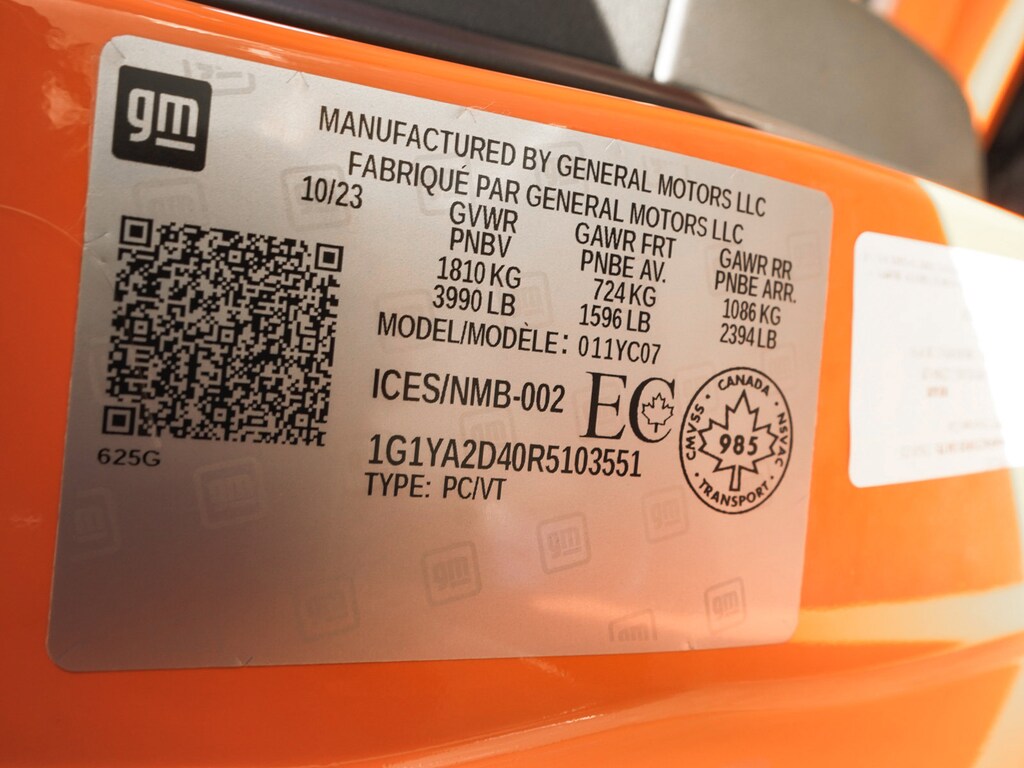 gm
MANUFACTURED BY GENERAL MOTORS LLC
FABRIQUÉ PAR GENERAL MOTORS LLC
10/23
GVWR
PNBV
1810 KG
3990 LB
GAWR FRT
PNBE AV.
724 KG
1596 LB
GAWR RR
PNBE ARR.
1086 KG
2394 LB
MODEL/MODÈLE: 011YC07
ICES/NMB-002
EC
CANADA
CMVSS
NSVAC
985
TRANSPORT
1G1YA2D40R5103551
TYPE: PC/VT
625G